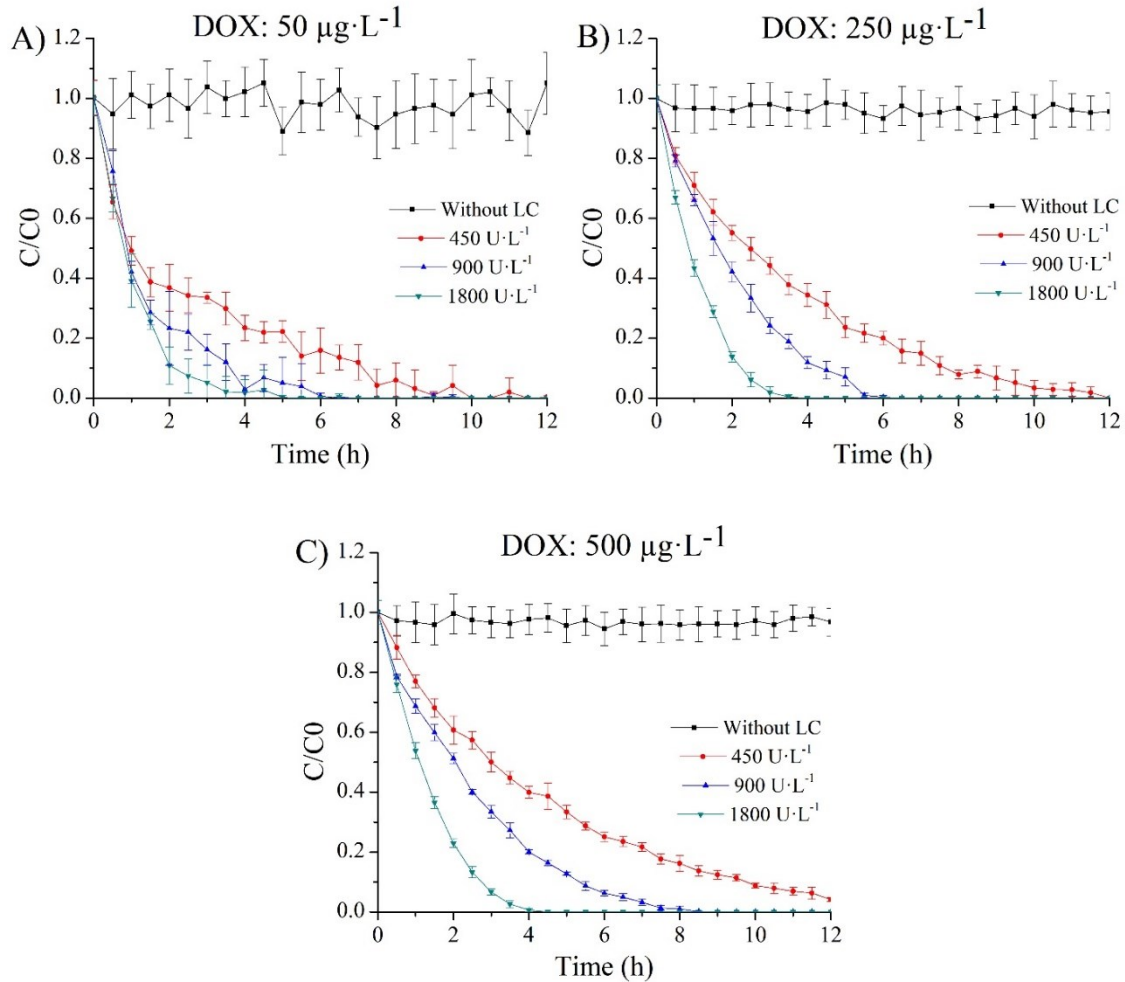 A) DOX: 50 µg·L⁻¹
1.2
1.0
0.8
0.6
0.4
0.2
0.0
C/C0
Without LC
450 U·L⁻¹
900 U·L⁻¹
1800 U·L⁻¹
0 2 4 6 8 10 12
Time (h)
B) DOX: 250 µg·L⁻¹
1.2
1.0
0.8
0.6
0.4
0.2
0.0
C/C0
Without LC
450 U·L⁻¹
900 U·L⁻¹
1800 U·L⁻¹
0 2 4 6 8 10 12
Time (h)
C) DOX: 500 µg·L⁻¹
1.2
1.0
0.8
0.6
0.4
0.2
0.0
C/C0
Without LC
450 U·L⁻¹
900 U·L⁻¹
1800 U·L⁻¹
0 2 4 6 8 10 12
Time (h)